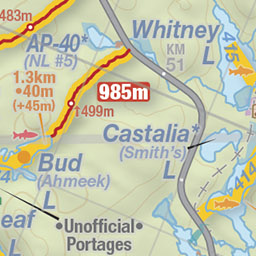 483m
Whitney
L
KM
51
415
AP-40*
(NL #5)
L
1.3km
•40m
(+45m)
985m
↑499m
Castalia*
(Smith's)
L
Bud
(Ahmeek)
L
414
eaf
L
•Unofficial•
Portages
L